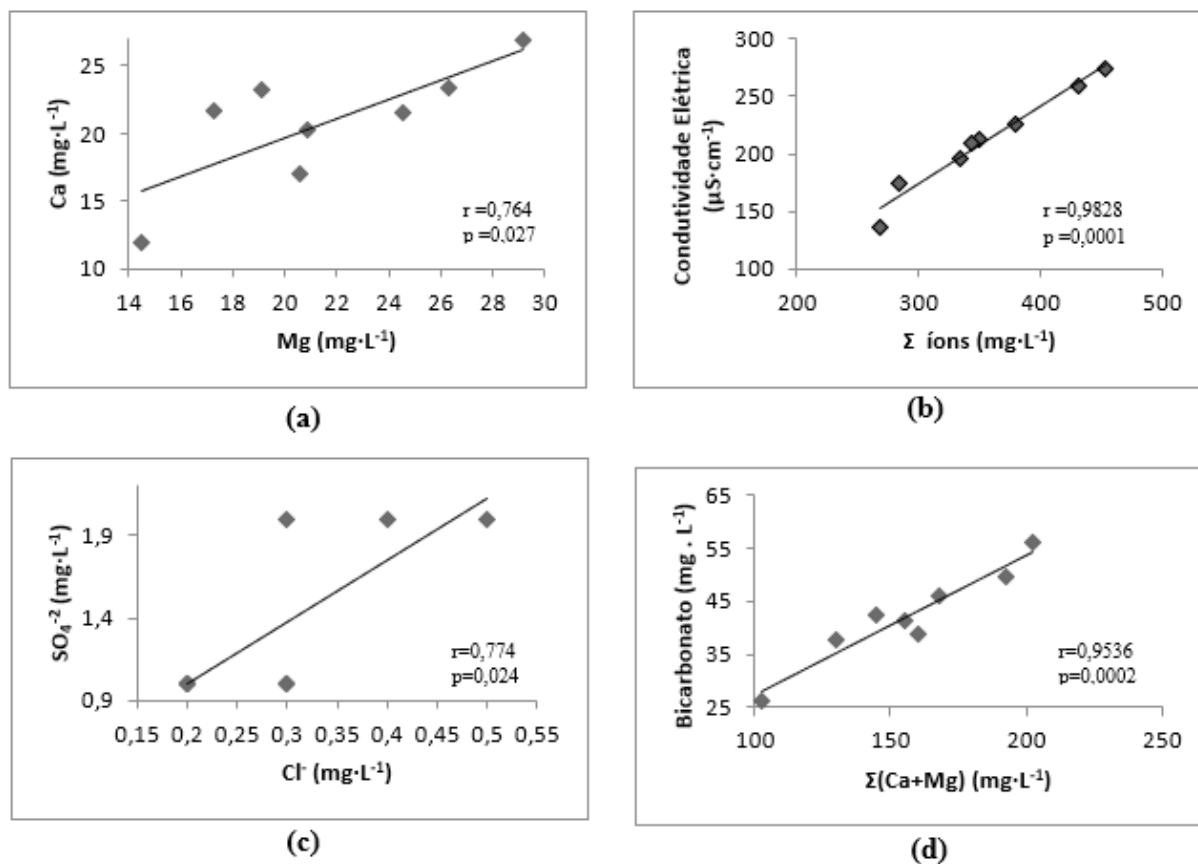 Ca (mg·L⁻¹)
25
20
15
10
r =0,764
p =0,027
14 16 18 20 22 24 26 28 30
Mg (mg·L⁻¹)
(a)
Condutividade Elétrica
(µS·cm⁻¹)
300
250
200
150
100
r =0,9828
p =0,0001
200 300 400 500
Σ íons (mg·L⁻¹)
(b)
SO₄⁻² (mg·L⁻¹)
1,9
1,4
0,9
r=0,774
p=0,024
0,15 0,2 0,25 0,3 0,35 0,4 0,45 0,5 0,55
Cl⁻ (mg·L⁻¹)
(c)
Bicarbonato (mg . L⁻¹)
65
55
45
35
25
r=0,9536
p=0,0002
100 150 200 250
Σ(Ca+Mg) (mg·L⁻¹)
(d)